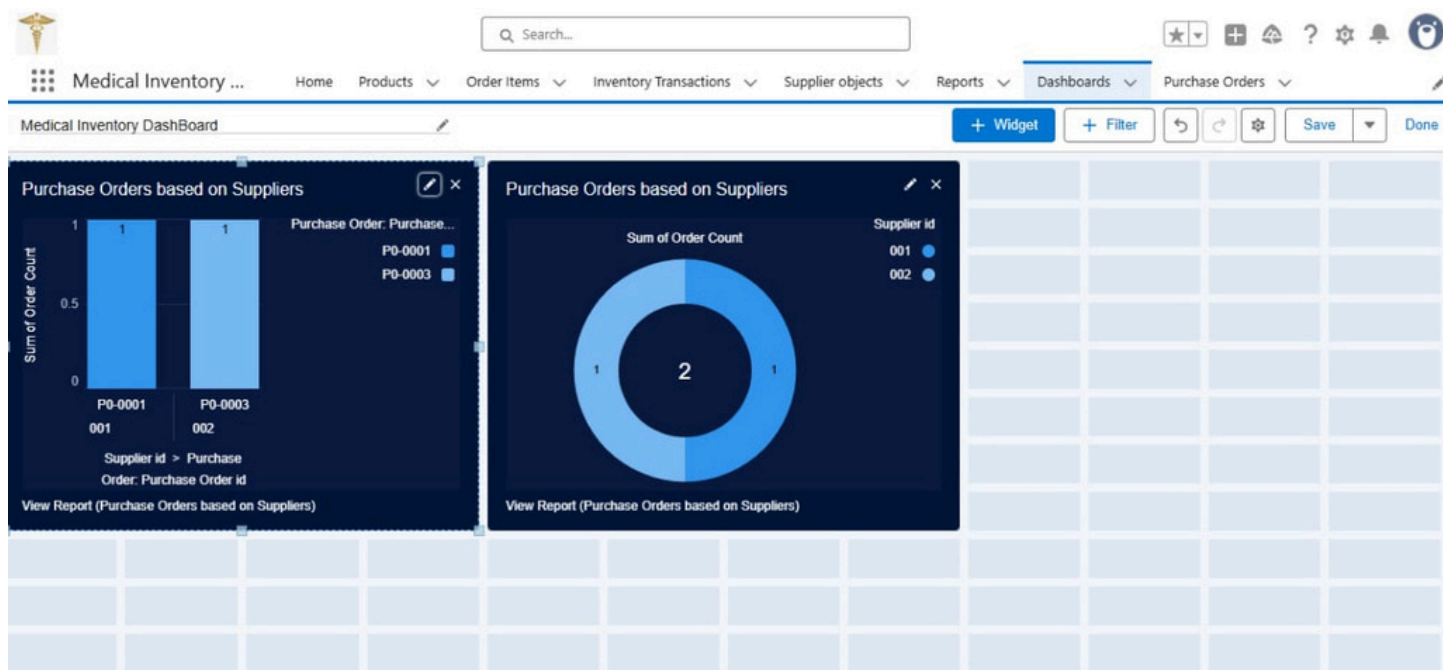 Search...
Medical Inventory ...
Home
Products
Order Items
Inventory Transactions
Supplier objects
Reports
Dashboards
Purchase Orders
Medical Inventory DashBoard
+ Widget
+ Filter
Save
Done
Purchase Orders based on Suppliers
Sum of Order Count
1
0.5
0
1
1
Purchase Order: Purchase...
P0-0001
P0-0003
P0-0001
P0-0003
001
002
Supplier id > Purchase
Order: Purchase Order id
View Report (Purchase Orders based on Suppliers)
Purchase Orders based on Suppliers
Supplier id
001
002
Sum of Order Count
1
2
1
View Report (Purchase Orders based on Suppliers)